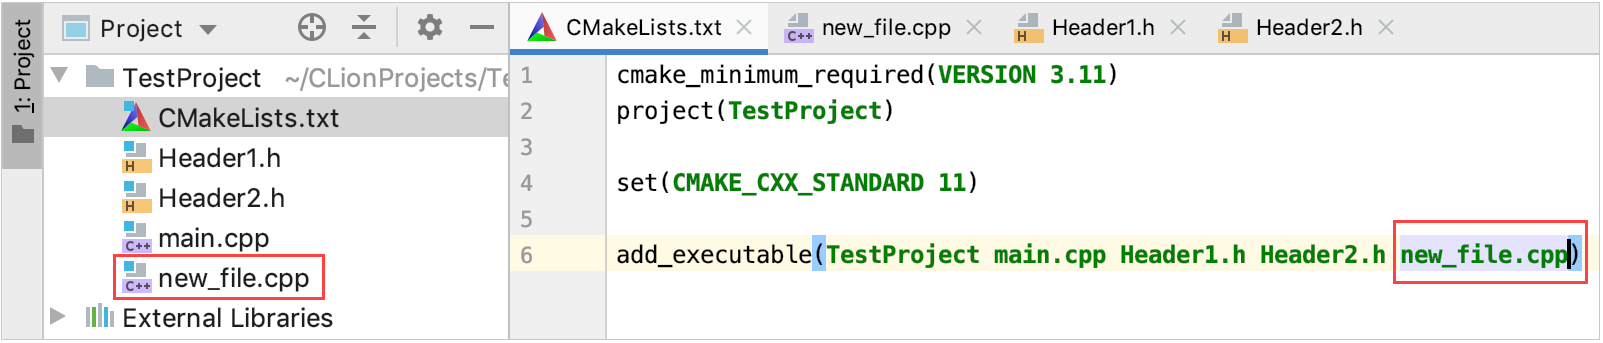 1: Project
Project
TestProject ~/CLionProjects/Te
CMakeLists.txt
H Header1.h
H Header2.h
C++ main.cpp
C++ new_file.cpp
External Libraries
CMakeLists.txt C++ new_file.cpp H Header1.h H Header2.h
1 cmake_minimum_required(VERSION 3.11)
2 project(TestProject)
3
4 set(CMAKE_CXX_STANDARD 11)
5
6 add_executable(TestProject main.cpp Header1.h Header2.h new_file.cpp)